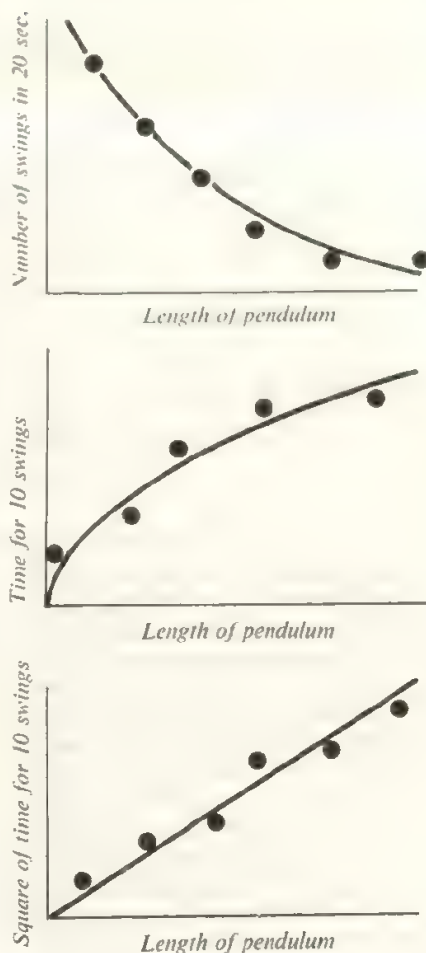 Number of swings in 20 sec.
Length of pendulum
Time for 10 swings
Length of pendulum
Square of time for 10 swings
Length of pendulum